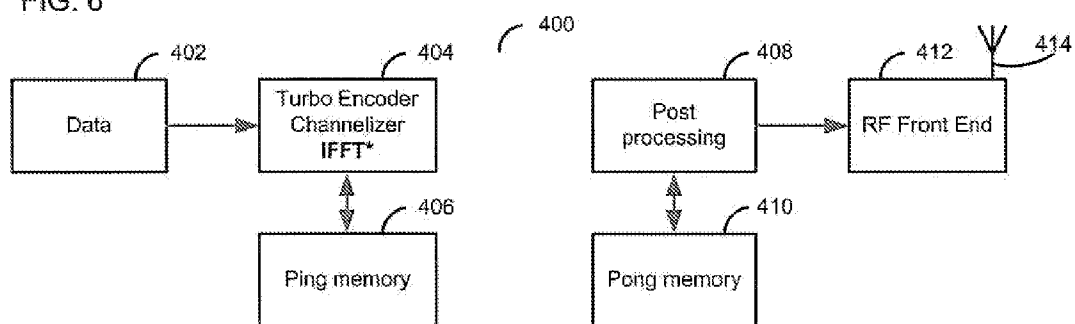 FIG. 6
400
402
404
408
412
414
Data
Turbo Encoder
Channelizer
IFFT*
Post
processing
RF Front End
406
410
Ping memory
Pong memory